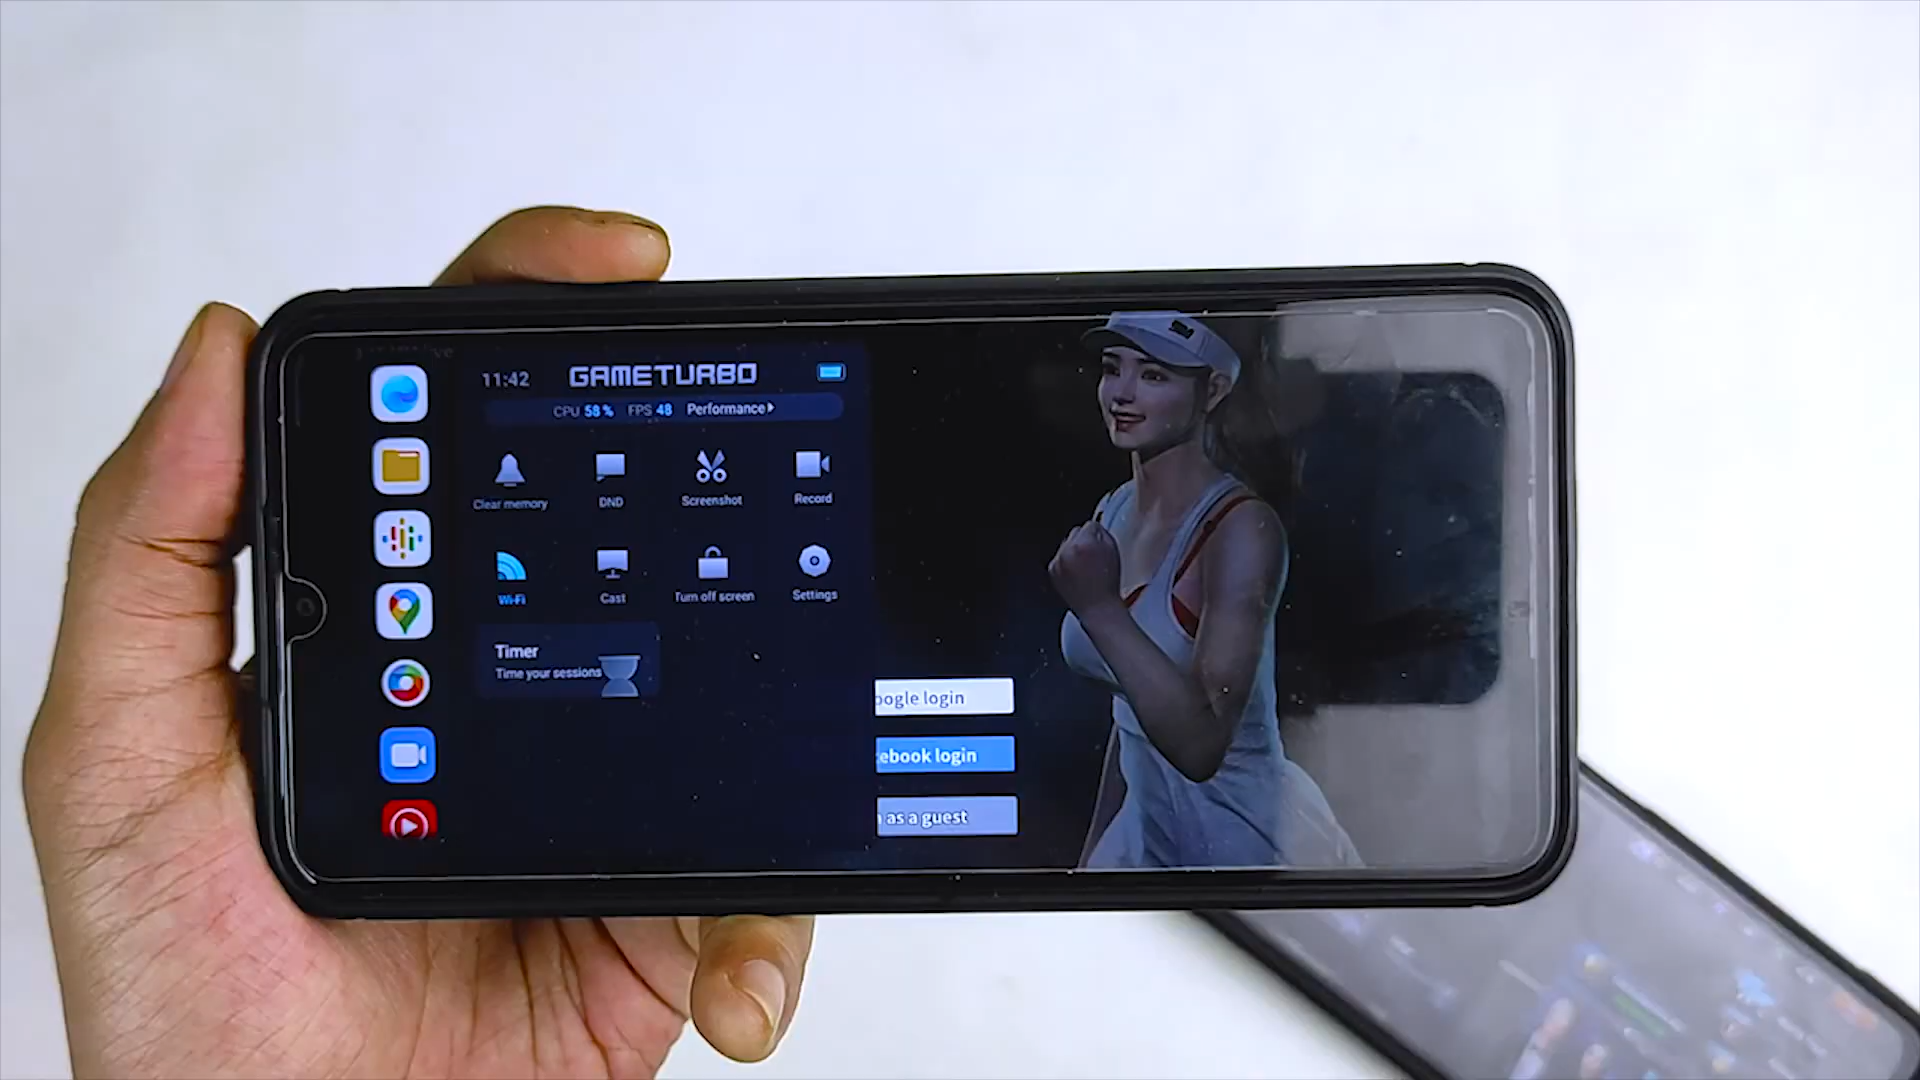 11:42 GAMETURBO
CPU 58% FPS 48 Performance
Clear memory DND Screenshot Record
Wi-Fi Cast Turn off screen Settings
Timer
Time your sessions
oogle login
ebook login
as a guest